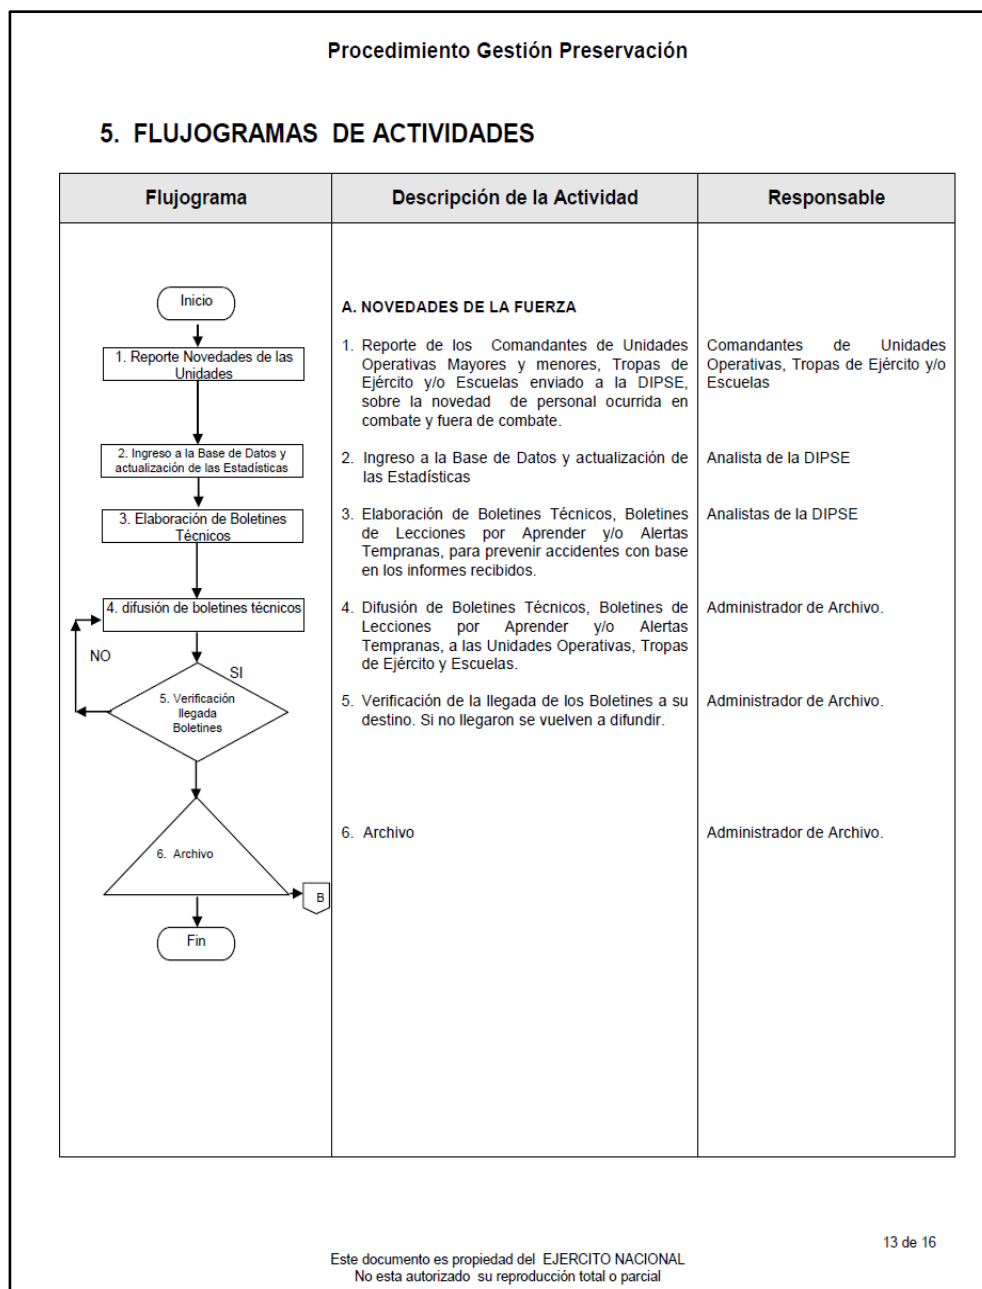 Procedimiento Gestión Preservación
5. FLUJOGRAMAS DE ACTIVIDADES
Flujograma
Descripción de la Actividad
Responsable
Inicio
1. Reporte Novedades de las
Unidades
2. Ingreso a la Base de Datos y
actualización de las Estadísticas
3. Elaboración de Boletines
Técnicos
4. difusión de boletines técnicos
NO
SI
5. Verificación
llegada
Boletines
6. Archivo
B
Fin
A. NOVEDADES DE LA FUERZA
1. Reporte de los Comandantes de Unidades
Operativas Mayores y menores, Tropas de
Ejército y/o Escuelas enviado a la DIPSE,
sobre la novedad de personal ocurrida en
combate y fuera de combate.
2. Ingreso a la Base de Datos y actualización de
las Estadísticas
3. Elaboración de Boletines Técnicos, Boletines
de Lecciones por Aprender y/o Alertas
Tempranas, para prevenir accidentes con base
en los informes recibidos.
4. Difusión de Boletines Técnicos, Boletines de
Lecciones por Aprender y/o Alertas
Tempranas, a las Unidades Operativas, Tropas
de Ejército y Escuelas.
5. Verificación de la llegada de los Boletines a su
destino. Si no llegaron se vuelven a difundir.
6. Archivo
Comandantes de Unidades
Operativas, Tropas de Ejército y/o
Escuelas
Analista de la DIPSE
Analistas de la DIPSE
Administrador de Archivo.
Administrador de Archivo.
Administrador de Archivo.
13 de 16
Este documento es propiedad del EJERCITO NACIONAL
No esta autorizado su reproducción total o parcial